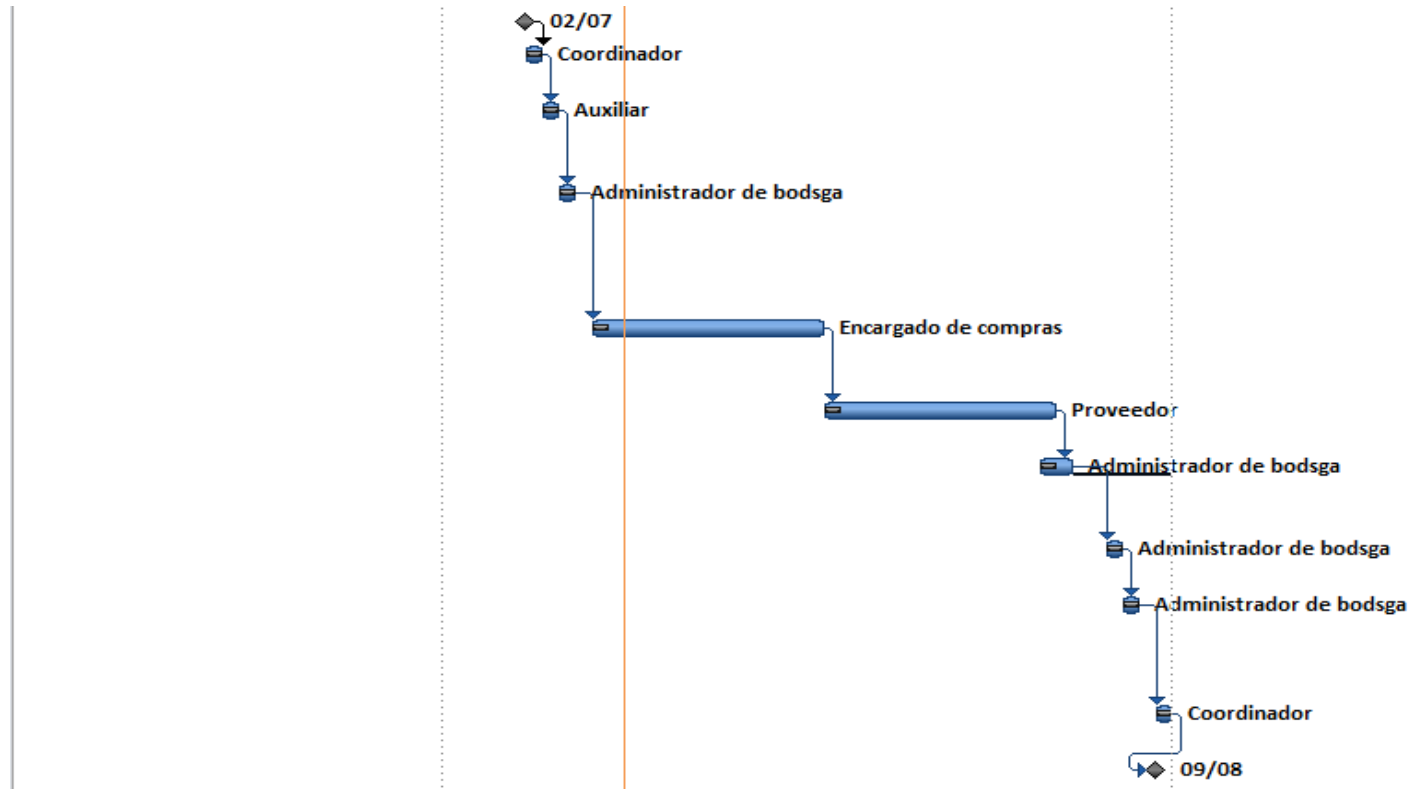 02/07
Coordinador
Auxiliar
Administrador de bodsga
Encargado de compras
Proveedor
Administrador de bodsga
Administrador de bodsga
Administrador de bodsga
Coordinador
09/08